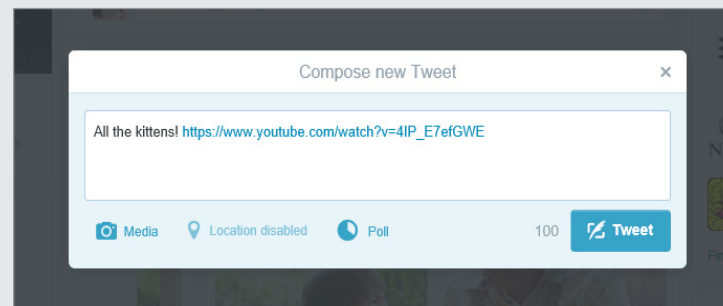 Compose new Tweet ×
All the kittens! https://www.youtube.com/watch?v=4IP_E7efGWE
Media Location disabled Poll 100 Tweet